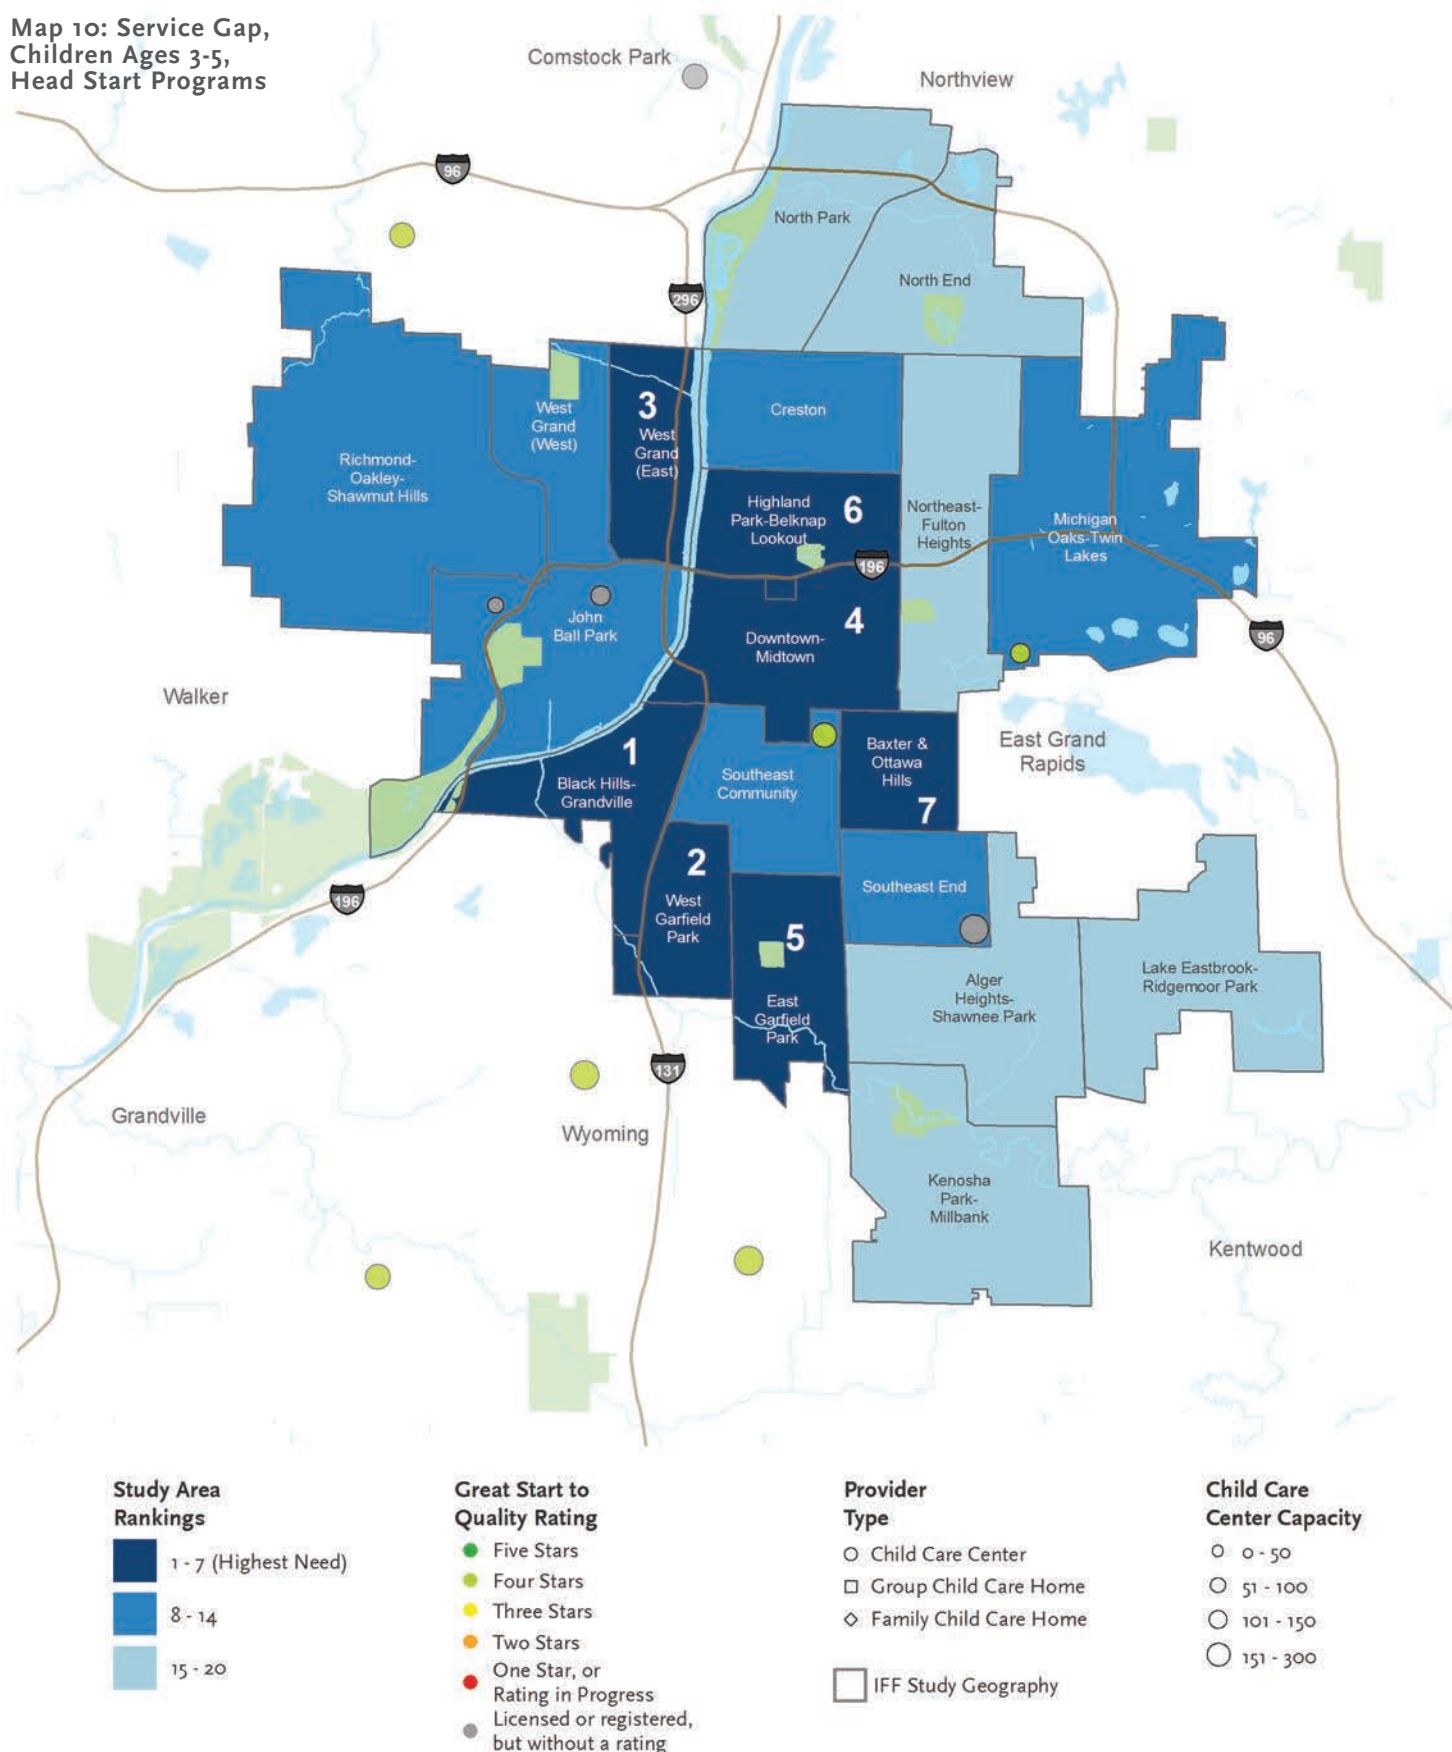 Map 10: Service Gap,
Children Ages 3-5,
Head Start Programs
Comstock Park
Northview
96
North Park
North End
296
3
West
Grand
(East)
West
Grand
(West)
Creston
Richmond-
Oakley-
Shawmut Hills
Highland
Park-Belknap
Lookout
6
Northeast-
Fulton
Heights
Michigan
Oaks-Twin
Lakes
196
John
Ball Park
4
Downtown-
Midtown
96
Walker
1
Black Hills-
Grandville
Southeast
Community
Baxter &
Ottawa
Hills
7
East Grand
Rapids
2
West
Garfield
Park
Southeast End
196
5
East
Garfield
Park
Alger
Heights-
Shawnee Park
Lake Eastbrook-
Ridgemoor Park
131
Grandville
Wyoming
Kenosha
Park-
Millbank
Kentwood
Study Area
Rankings
1 - 7 (Highest Need)
8 - 14
15 - 20
Great Start to
Quality Rating
Five Stars
Four Stars
Three Stars
Two Stars
One Star, or
Rating in Progress
Licensed or registered,
but without a rating
Provider
Type
Child Care Center
Group Child Care Home
Family Child Care Home
IFF Study Geography
Child Care
Center Capacity
0 - 50
51 - 100
101 - 150
151 - 300